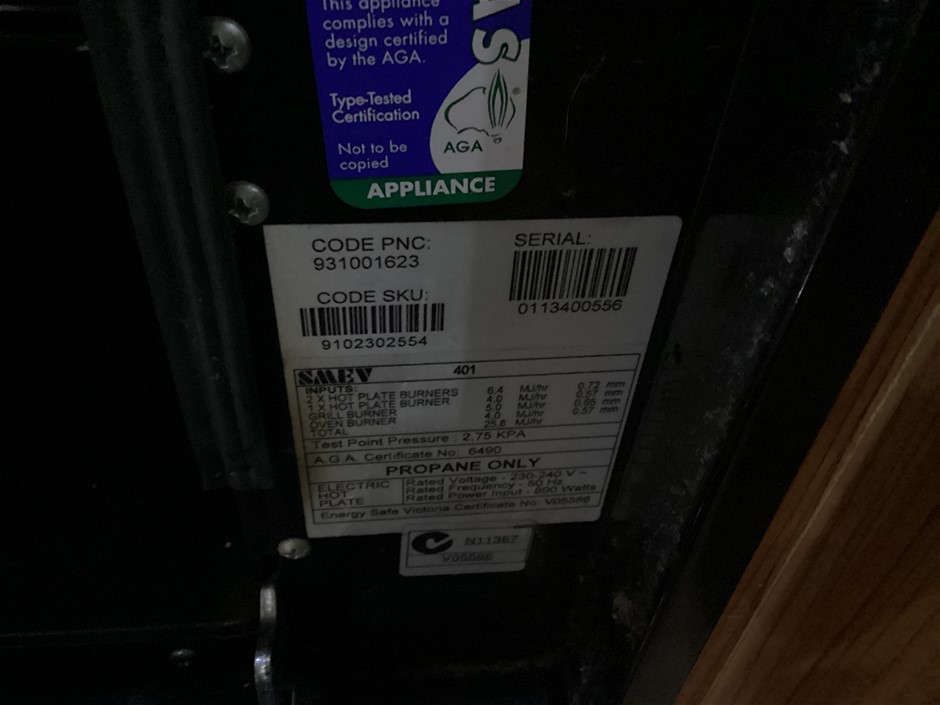 This appliance
complies with a
design certified
by the AGA.
Type-Tested
Certification
Not to be
copied
GAS
AGA
®
APPLIANCE
CODE PNC:
931001623
SERIAL:
0113400556
CODE SKU:
9102302554
SMEV 401
INPUTS:
2 X HOT PLATE BURNERS 6.4 MJ/hr 0.72 mm
1 X HOT PLATE BURNER 4.0 MJ/hr 0.57 mm
GRILL BURNER 5.0 MJ/hr 0.65 mm
OVEN BURNER 4.0 MJ/hr 0.57 mm
TOTAL 25.8 MJ/hr
Test Point Pressure : 2,75 KPA
A.G.A. Certificate No: 6490
PROPANE ONLY
ELECTRIC
HOT
PLATE
Rated Voltage - 230-240 V ~
Rated Frequency - 50 Hz
Rated Power Input - 800 Watts
Energy Safe Victoria Certificate No: V05586
N11367
V05586